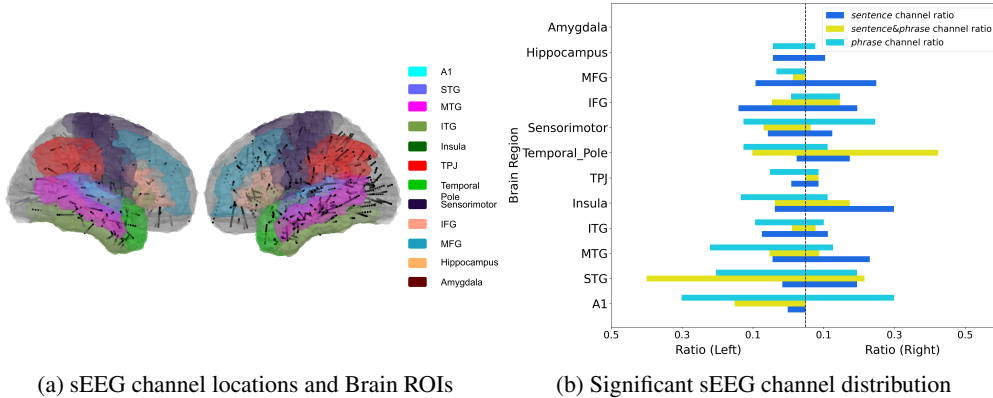 A1
STG
MTG
ITG
Insula
TPJ
Temporal
Pole
Sensorimotor
IFG
MFG
Hippocampus
Amygdala
(a) sEEG channel locations and Brain ROIs
sentence channel ratio
sentence&phrase channel ratio
phrase channel ratio
Brain Region
Amygdala
Hippocampus
MFG
IFG
Sensorimotor
Temporal_Pole
TPJ
Insula
ITG
MTG
STG
A1
0.5 0.3 0.1 0.1 0.3 0.5
Ratio (Left) Ratio (Right)
(b) Significant sEEG channel distribution